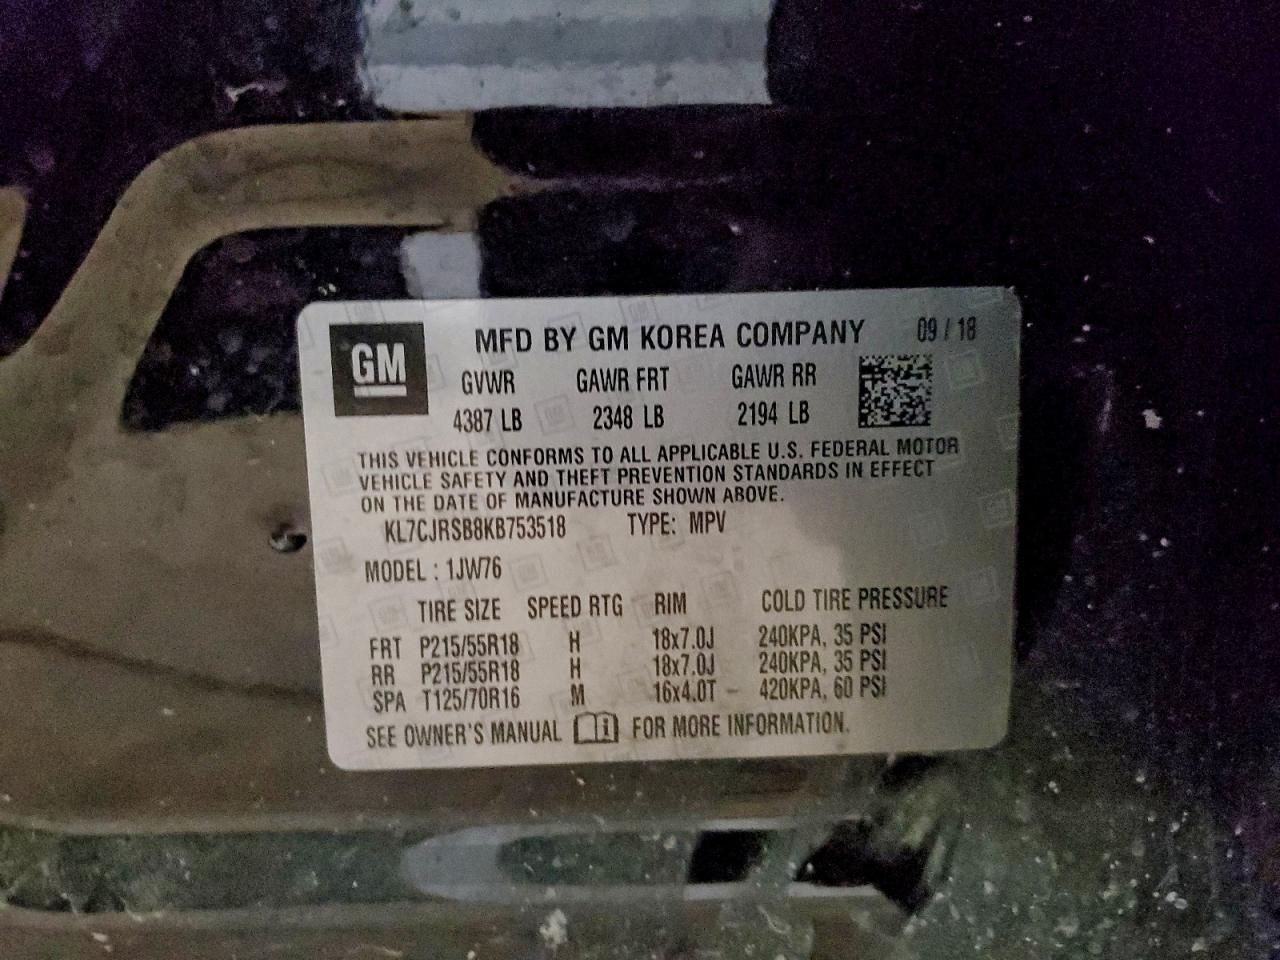 GM
MFD BY GM KOREA COMPANY 09 / 18
GVWR GAWR FRT GAWR RR
4387 LB 2348 LB 2194 LB
THIS VEHICLE CONFORMS TO ALL APPLICABLE U.S. FEDERAL MOTOR
VEHICLE SAFETY AND THEFT PREVENTION STANDARDS IN EFFECT
ON THE DATE OF MANUFACTURE SHOWN ABOVE.
KL7CJRSB8KB753518 TYPE: MPV
MODEL : 1JW76
TIRE SIZE SPEED RTG RIM COLD TIRE PRESSURE
FRT P215/55R18 H 18x7.0J 240KPA, 35 PSI
RR P215/55R18 H 18x7.0J 240KPA, 35 PSI
SPA T125/70R16 M 16x4.0T - 420KPA, 60 PSI
SEE OWNER'S MANUAL FOR MORE INFORMATION.